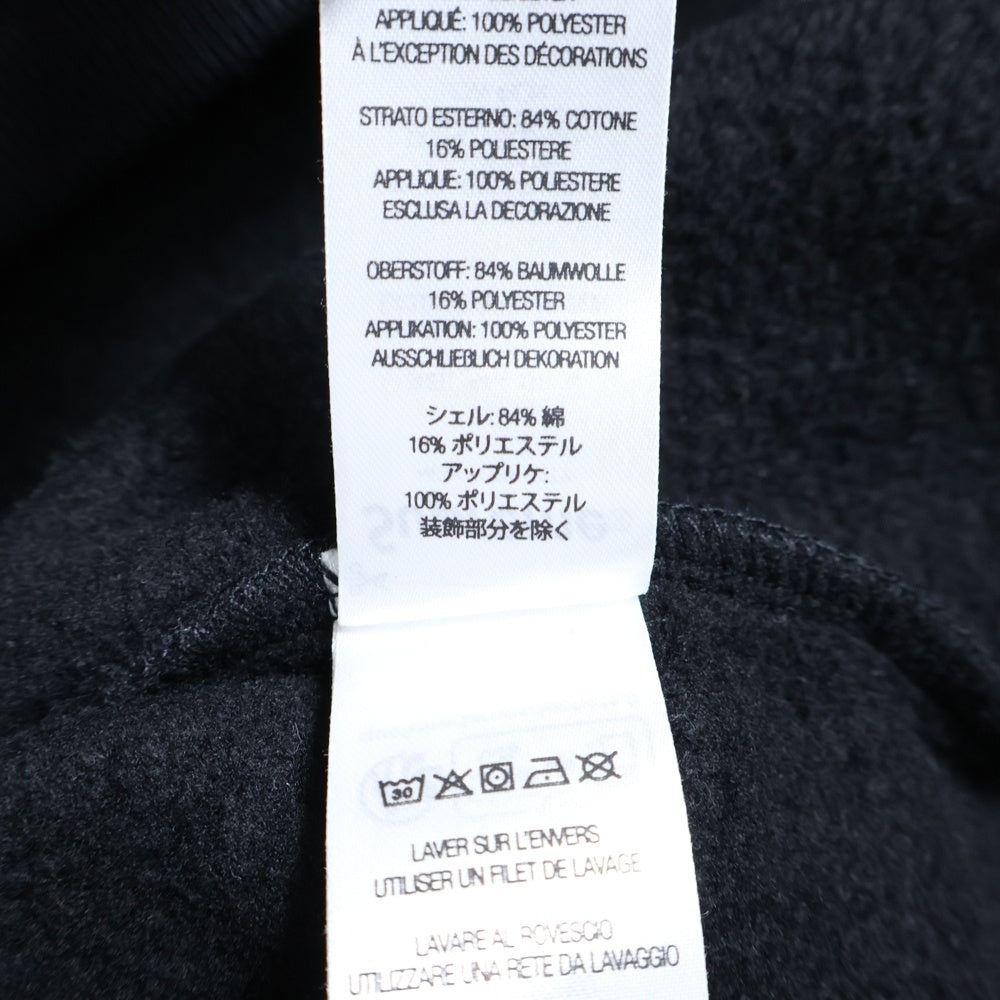 APPLIQUÉ: 100% POLYESTER
À L'EXCEPTION DES DÉCORATIONS
STRATO ESTERNO: 84% COTONE
16% POLIESTERE
APPLIQUE: 100% POLIESTERE
ESCLUSA LA DECORAZIONE
OBERSTOFF: 84% BAUMWOLLE
16% POLYESTER
APPLIKATION: 100% POLYESTER
AUSSCHLIEBLICH DEKORATION
シェル: 84% 綿
16% ポリエステル
アップリケ:
100% ポリエステル
装飾部分を除く
30
LAVER SUR L'ENVERS
UTILISER UN FILET DE LAVAGE
LAVARE AL ROVESCIO
UTILIZZARE UNA RETE DA LAVAGGIO